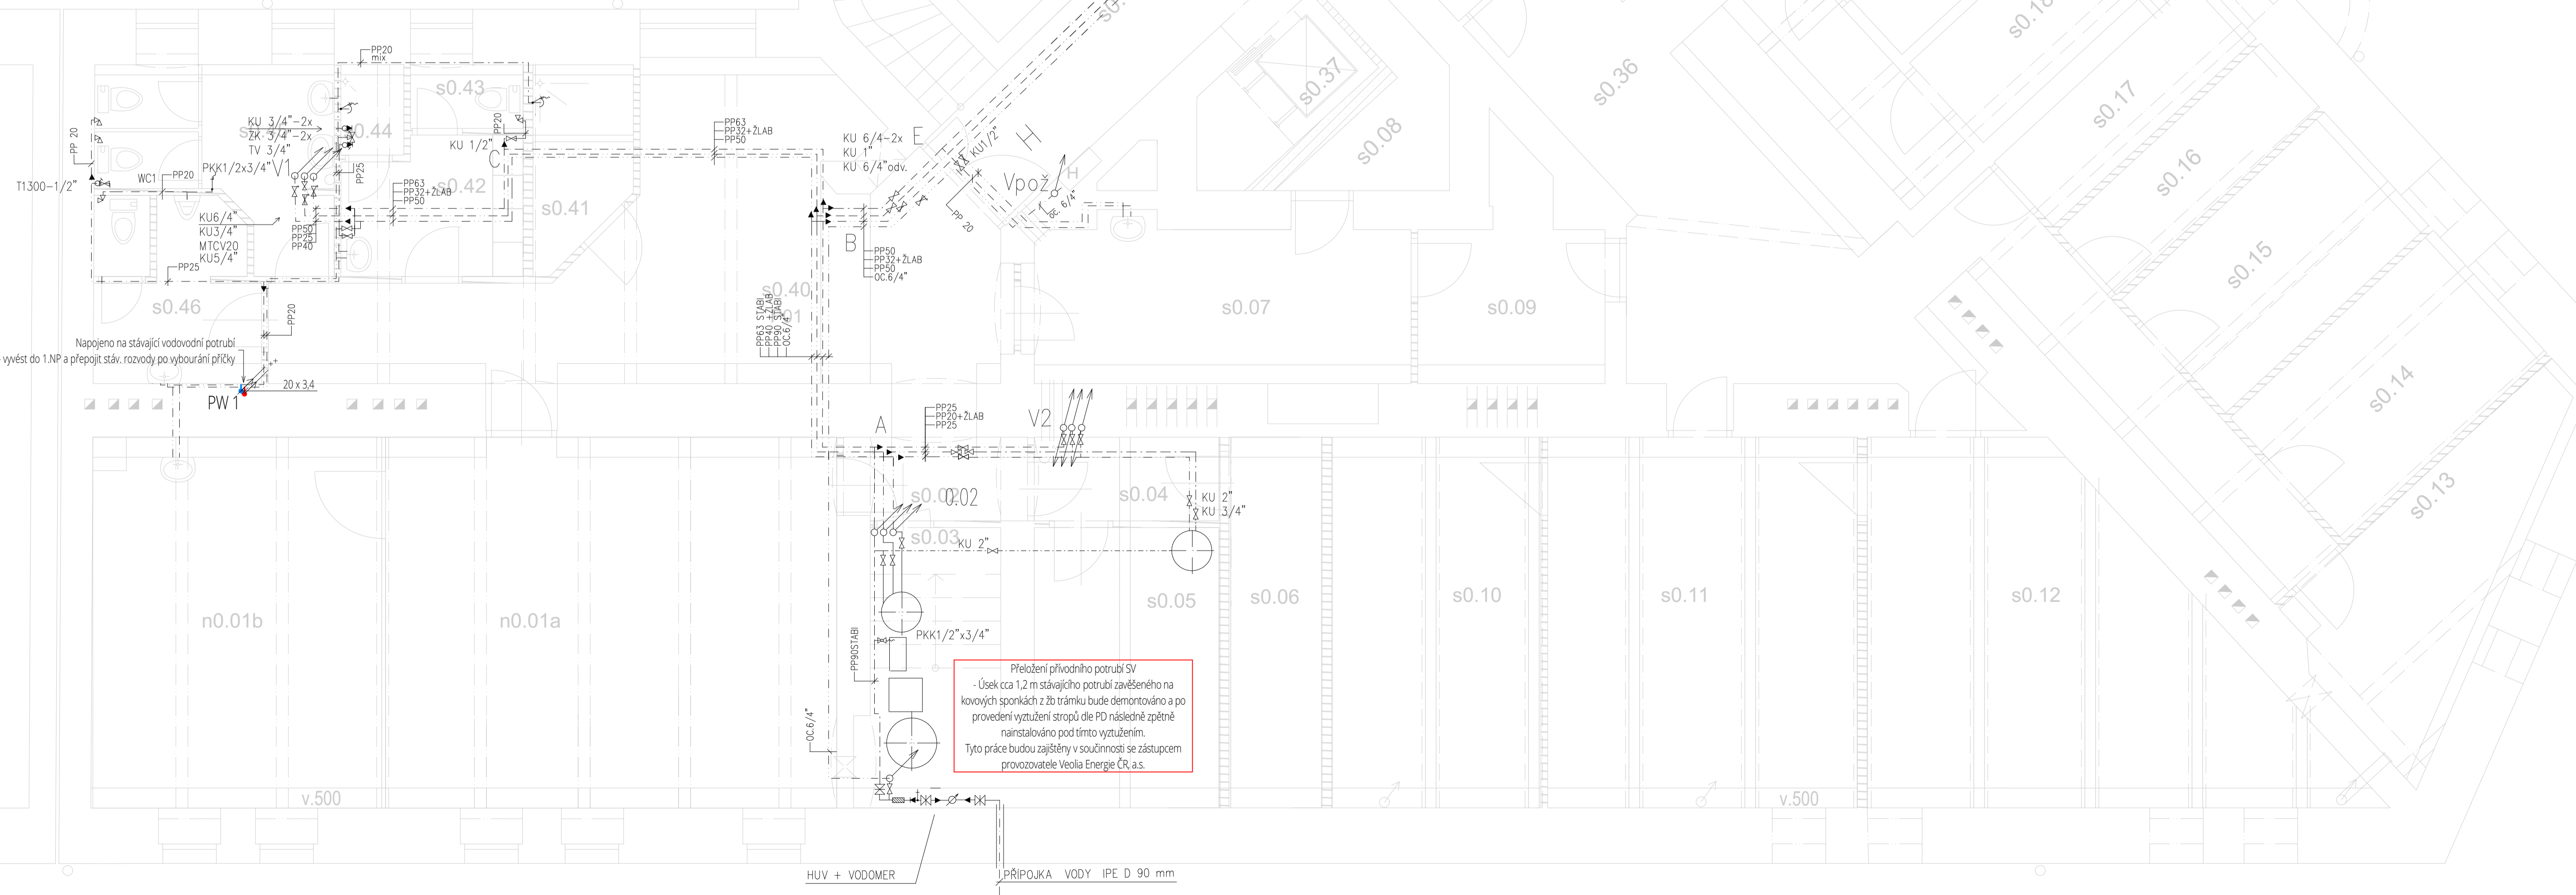 PP20
mix
s0.43
PP 20
KU 3/4"-2x
ŽK 3/4"-2x
TV 3/4"
PKK1/2x3/4"
V1
s0.44
PP25
PP20
KU 1/2"
C
T1300-1/2"
WC1
PP20
PP63
PP32+ŽLAB
PP50
s0.42
s0.41
PP63
PP32+ŽLAB
PP50
KU6/4"
KU3/4"
MTCV20
KU5/4"
PP50
PP25
PP40
PP25
s0.46
PP20
Napojeno na stávající vodovodní potrubí
vyvést do 1.NP a přepojit stáv. rozvody po vybourání příčky
20 x 3,4
PW 1
KU 6/4-2x
KU 1"
KU 6/4"odv.
E
KU1/2"
H
Vpož
H
oc. 6/4"
PP 20
B
PP50
PP32+ŽLAB
PP50
OC.6/4"
s0.40
PP63 STABI
PP40 +ŽLAB
PP90 STABI
OC.6/4"
s0.37
s0.36
s0.08
s0.07
s0.09
s0.18
s0.17
s0.16
s0.15
s0.14
s0.13
A
PP25
PP20+ŽLAB
PP25
V2
s0.02
0.02
s0.04
s0.03
KU 2"
KU 2"
KU 3/4"
n0.01b
n0.01a
s0.05
s0.06
s0.10
s0.11
s0.12
PP90STABI
PKK1/2"x3/4"
OC.6/4"
Přeložení přívodního potrubí SV
- Úsek cca 1,2 m stávajícího potrubí zavěšeného na
kovových sponkách z žb trámku bude demontováno a po
provedení vyztužení stropů dle PD následně zpětně
nainstalováno pod tímto vyztužením.
Tyto práce budou zajištěny v součinnosti se zástupcem
provozovatele Veolia Energie ČR, a.s.
v.500
v.500
HUV + VODOMER
PŘÍPOJKA VODY IPE D 90 mm